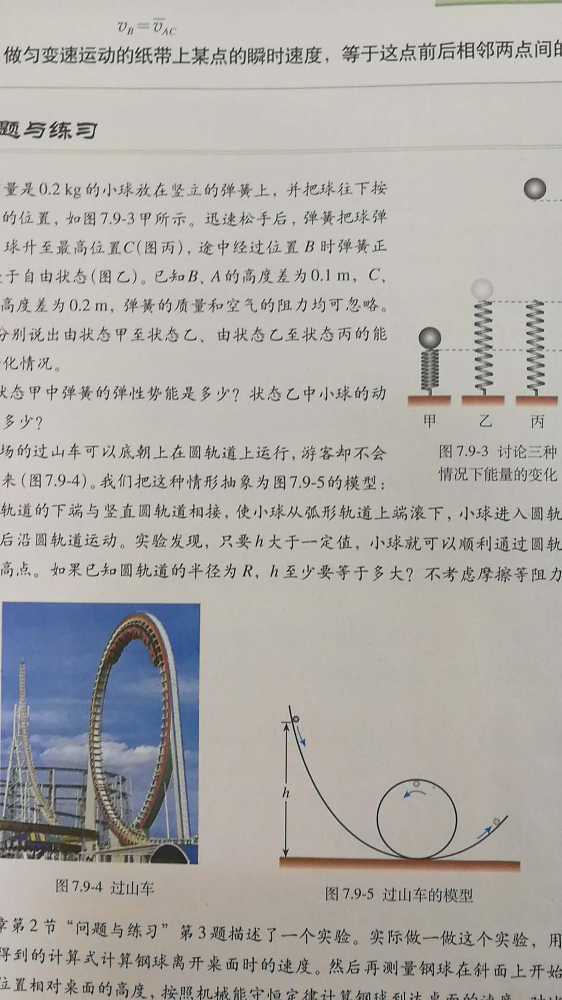 v_B = v̄_AC
做匀变速运动的纸带上某点的瞬时速度，等于这点前后相邻两点间的
题与练习
量是0.2 kg的小球放在竖立的弹簧上，并把球往下按
的位置，如图7.9-3甲所示。迅速松手后，弹簧把球弹
球升至最高位置C(图丙)，途中经过位置B时弹簧正
于自由状态(图乙)。已知B、A的高度差为0.1 m，C、
高度差为0.2 m，弹簧的质量和空气的阻力均可忽略。
分别说出由状态甲至状态乙、由状态乙至状态丙的能
化情况。
状态甲中弹簧的弹性势能是多少？状态乙中小球的动
多少？
甲
乙
丙
图7.9-3 讨论三种
情况下能量的变化
场的过山车可以底朝上在圆轨道上运行，游客却不会
来(图7.9-4)。我们把这种情形抽象为图7.9-5的模型：
轨道的下端与竖直圆轨道相接，使小球从弧形轨道上端滚下，小球进入圆轨
后沿圆轨道运动。实验发现，只要h大于一定值，小球就可以顺利通过圆轨
高点。如果已知圆轨道的半径为R，h至少要等于多大？不考虑摩擦等阻力
h
图7.9-4 过山车
图7.9-5 过山车的模型
章第2节“问题与练习”第3题描述了一个实验。实际做一做这个实验，用
得到的计算式计算钢球离开桌面时的速度。然后再测量钢球在斜面上开始
位置相对桌面的高度，按照机械能守恒定律计算钢球到达桌面的速度，对比